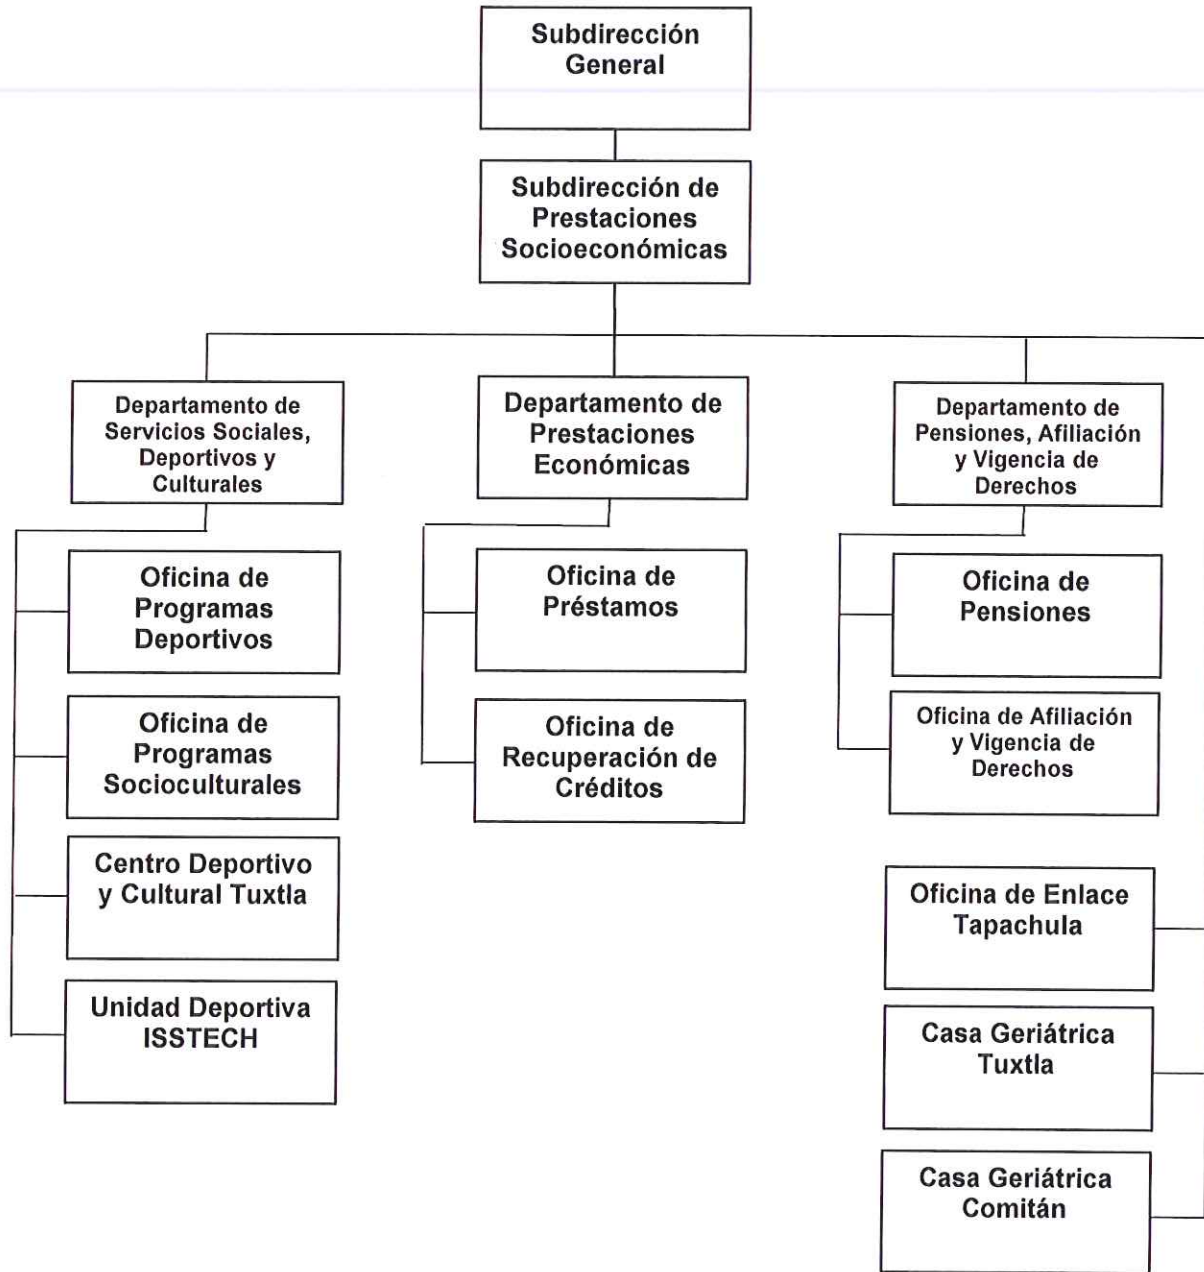 Subdirección
General
Subdirección de
Prestaciones
Socioeconómicas
Departamento de
Servicios Sociales,
Deportivos y
Culturales
Departamento de
Prestaciones
Económicas
Departamento de
Pensiones, Afiliación
y Vigencia de
Derechos
Oficina de
Programas
Deportivos
Oficina de
Programas
Socioculturales
Centro Deportivo
y Cultural Tuxtla
Unidad Deportiva
ISSTECH
Oficina de
Préstamos
Oficina de
Recuperación de
Créditos
Oficina de
Pensiones
Oficina de Afiliación
y Vigencia de
Derechos
Oficina de Enlace
Tapachula
Casa Geriátrica
Tuxtla
Casa Geriátrica
Comitán